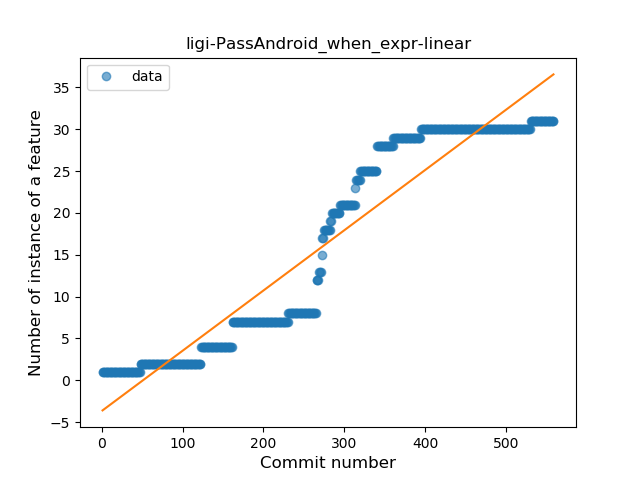 ligi-PassAndroid_when_expr-linear
data
Number of instance of a feature
35
30
25
20
15
10
5
0
−5
0 100 200 300 400 500
Commit number